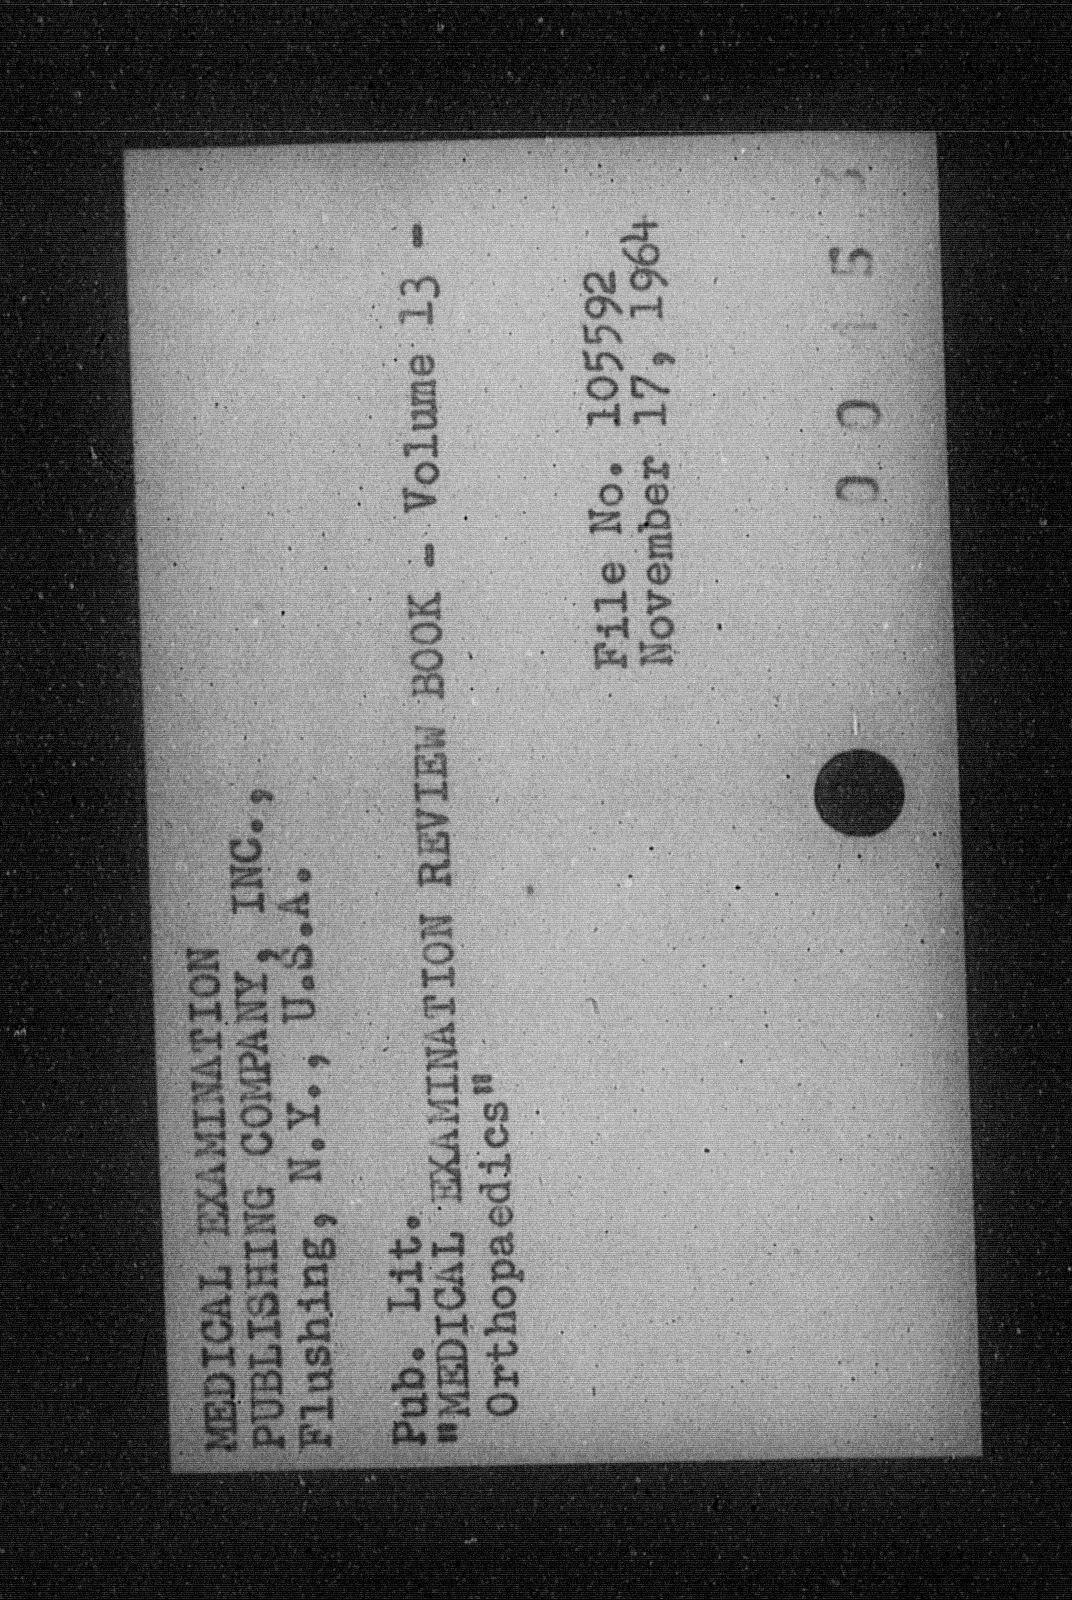 MEDICAL EXAMINATION
PUBLISHING COMPANY, INC.,
Flushing, N.Y., U.S.A.
Pub. Lit.
"MEDICAL EXAMINATION REVIEW BOOK - Volume 13 -
Orthopaedics"
File No. 105592
November 17, 1964